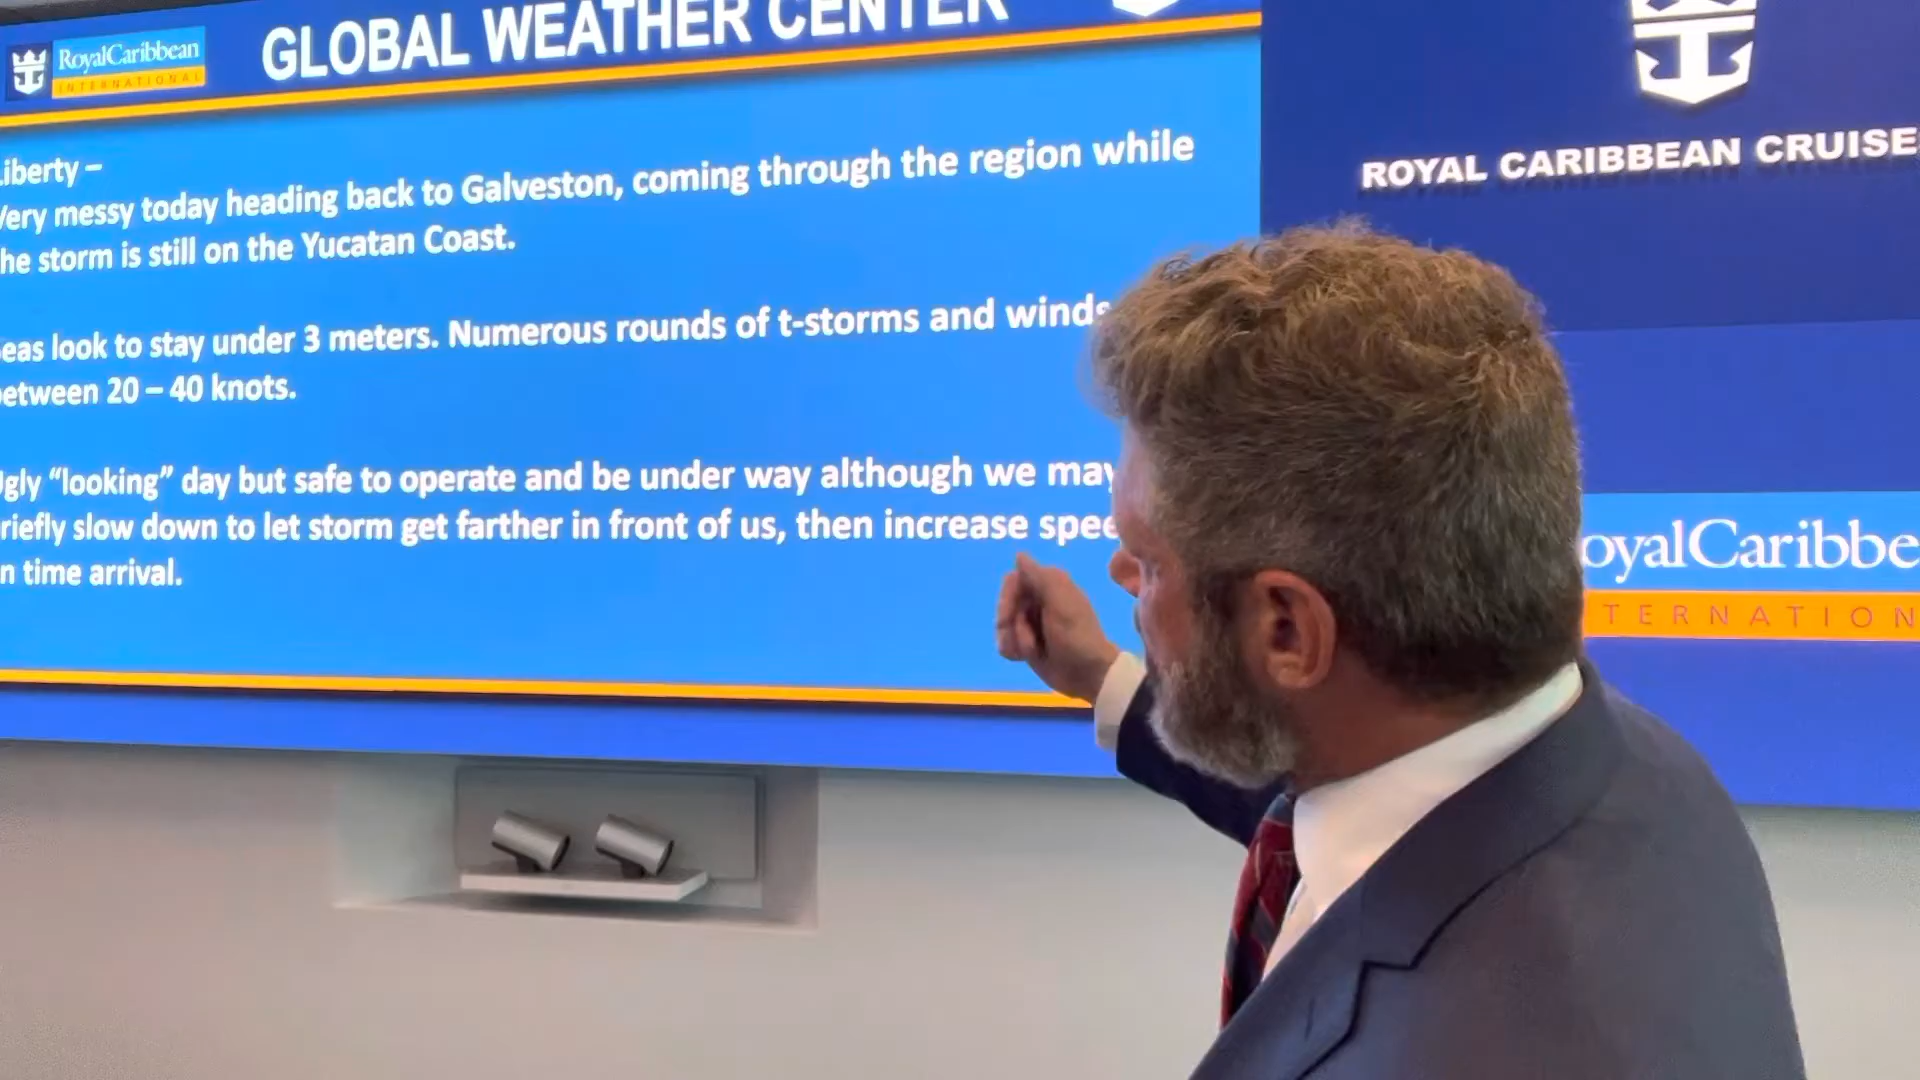 GLOBAL WEATHER CENTER
RoyalCaribbean
INTERNATIONAL
iberty –
Very messy today heading back to Galveston, coming through the region while
he storm is still on the Yucatan Coast.
eas look to stay under 3 meters. Numerous rounds of t-storms and winds
etween 20 – 40 knots.
gly “looking” day but safe to operate and be under way although we may
riefly slow down to let storm get farther in front of us, then increase spee
n time arrival.
ROYAL CARIBBEAN CRUISE
oyalCaribbe
TERNATION